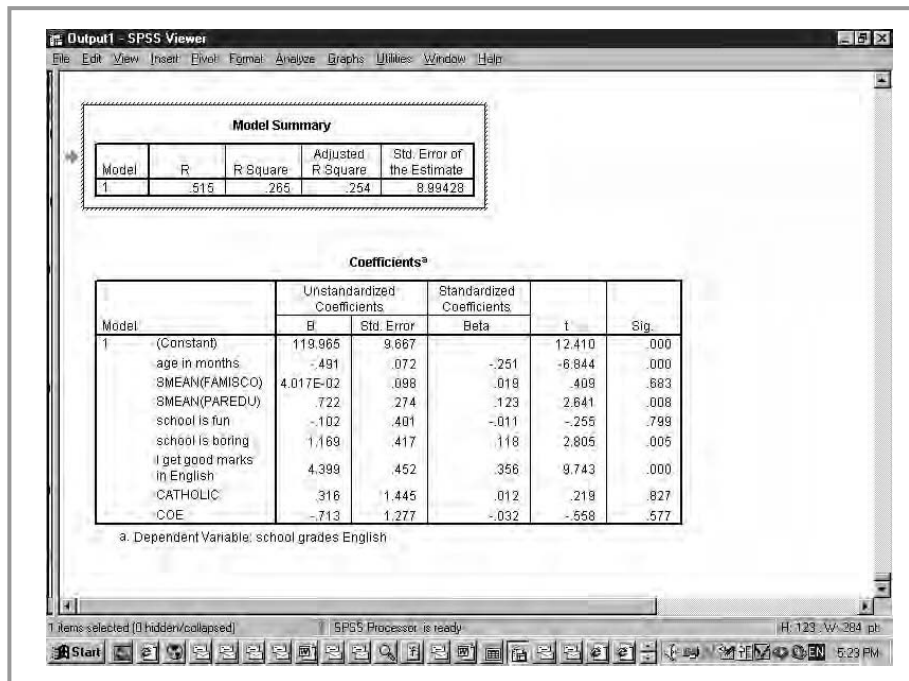 Output1 - SPSS Viewer
File Edit View Insert Pivot Format Analyze Graphs Utilities Window Help
Model Summary
Model R R Square Adjusted R Square Std. Error of the Estimate
1 .515 .265 .254 8.99428
Coefficientsa
Model Unstandardized Coefficients Standardized Coefficients t Sig.
B Std. Error Beta
1 (Constant) 119.965 9.667 12.410 .000
age in months -.491 .072 -.251 -6.844 .000
SMEAN(FAMISCO) 4.017E-02 .098 .019 .409 .683
SMEAN(PAREDU) .722 .274 .123 2.641 .008
school is fun -.102 .401 -.011 -.255 .799
school is boring 1.169 .417 .118 2.805 .005
I get good marks in English 4.399 .452 .356 9.743 .000
CATHOLIC .316 1.445 .012 .219 .827
COE -.713 1.277 -.032 -.558 .577
a. Dependent Variable: school grades English
1 items selected (0 hidden/collapsed) SPSS Processor is ready H: 123 , W: 284 pt.
Start EN 5:23 PM